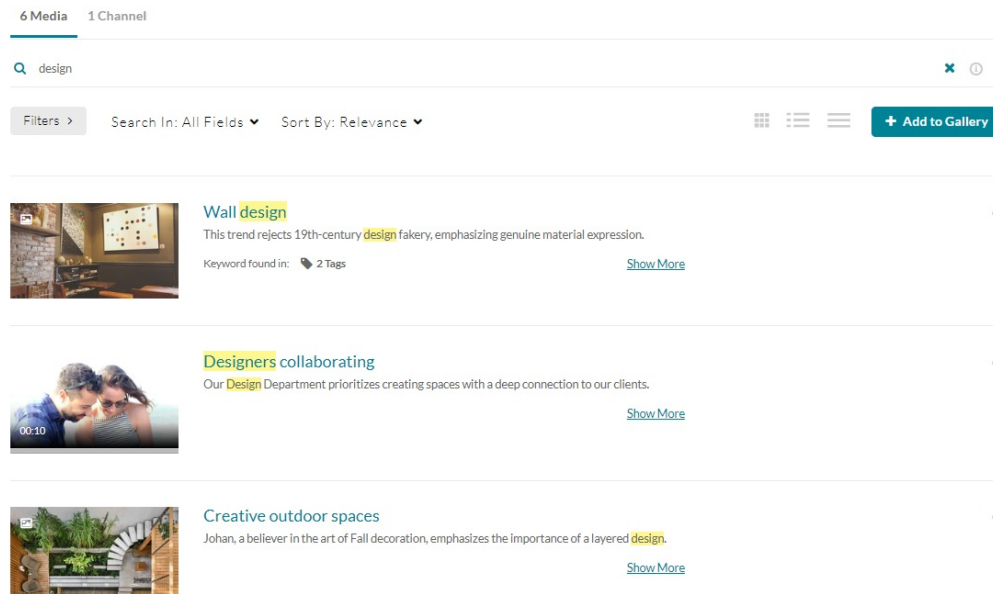 6 Media 1 Channel
design
Filters > Search In: All Fields Sort By: Relevance + Add to Gallery
Wall design
This trend rejects 19th-century design fakery, emphasizing genuine material expression.
Keyword found in: 2 Tags Show More
Designers collaborating
Our Design Department prioritizes creating spaces with a deep connection to our clients.
00:10 Show More
Creative outdoor spaces
Johan, a believer in the art of Fall decoration, emphasizes the importance of a layered design.
Show More